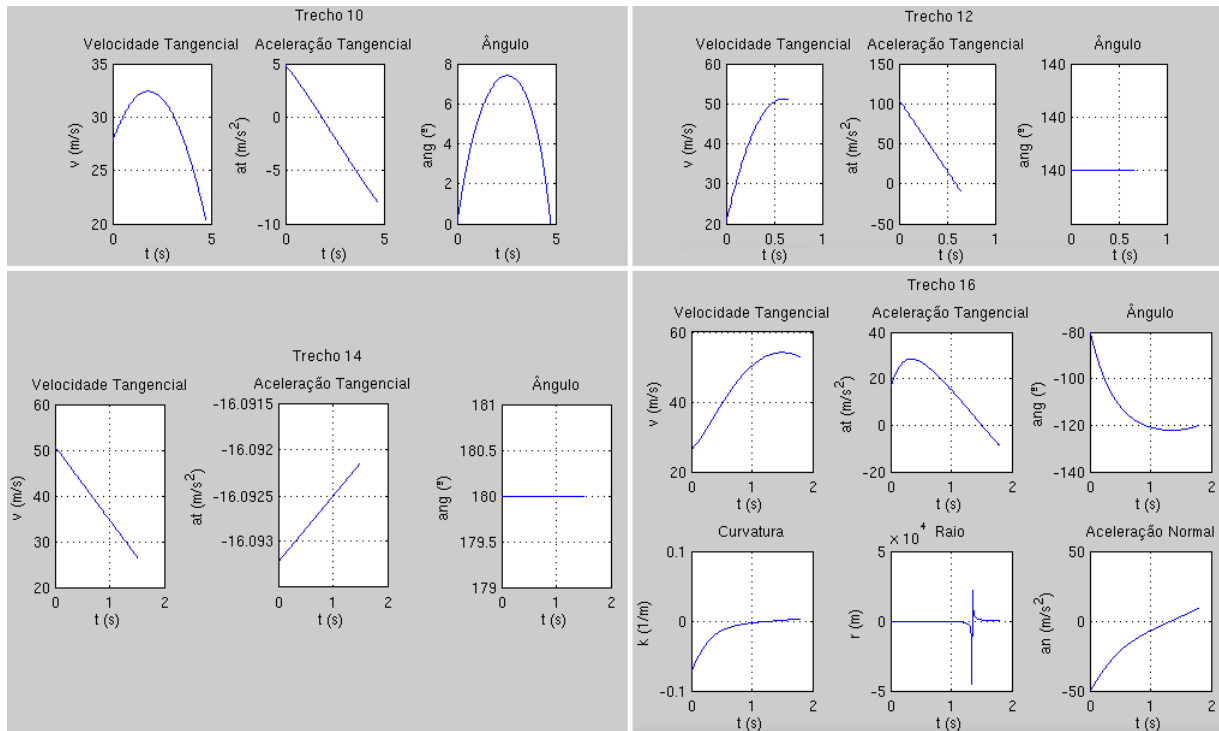 Trecho 10
Velocidade Tangencial Aceleração Tangencial Ângulo
35 5 8
30 0 6
25 -5 4
20 -10 2
0
v (m/s) at (m/s²) ang (º)
0 5 0 5 0 5
t (s) t (s) t (s)
Trecho 12
Velocidade Tangencial Aceleração Tangencial Ângulo
60 150 140
50 100 140
40 50 140
30 0
20 -50
v (m/s) at (m/s²) ang (º)
0 0.5 1 0 0.5 1 0 0.5 1
t (s) t (s) t (s)
Trecho 14
Velocidade Tangencial Aceleração Tangencial Ângulo
60 -16.0915 181
50 -16.092 180.5
40 -16.0925 180
30 -16.093 179.5
20 179
v (m/s) at (m/s²) ang (º)
0 1 2 0 1 2 0 1 2
t (s) t (s) t (s)
Trecho 16
Velocidade Tangencial Aceleração Tangencial Ângulo
60 40 -80
40 20 -100
20 0 -120
-20 -140
v (m/s) at (m/s²) ang (º)
0 1 2 0 1 2 0 1 2
t (s) t (s) t (s)
Curvatura × 10⁴ Raio Aceleração Normal
0.1 5 50
0 0 0
-0.1 -5 -50
k (1/m) r (m) an (m/s²)
0 1 2 0 1 2 0 1 2
t (s) t (s) t (s)